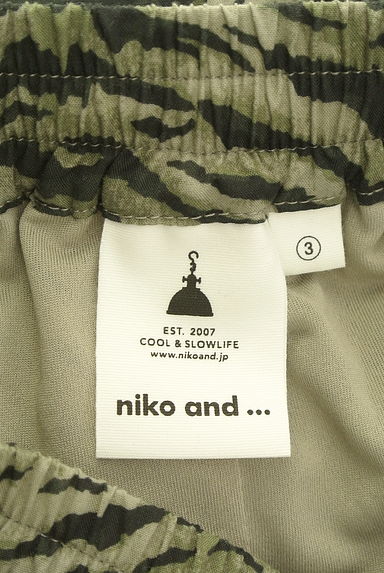 ③
EST. 2007
COOL & SLOWLIFE
www.nikoand.jp
niko and ...